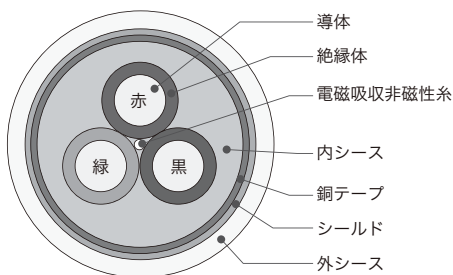 導体
絶縁体
電磁吸収非磁性糸
内シース
銅テープ
シールド
外シース
赤
緑
黒